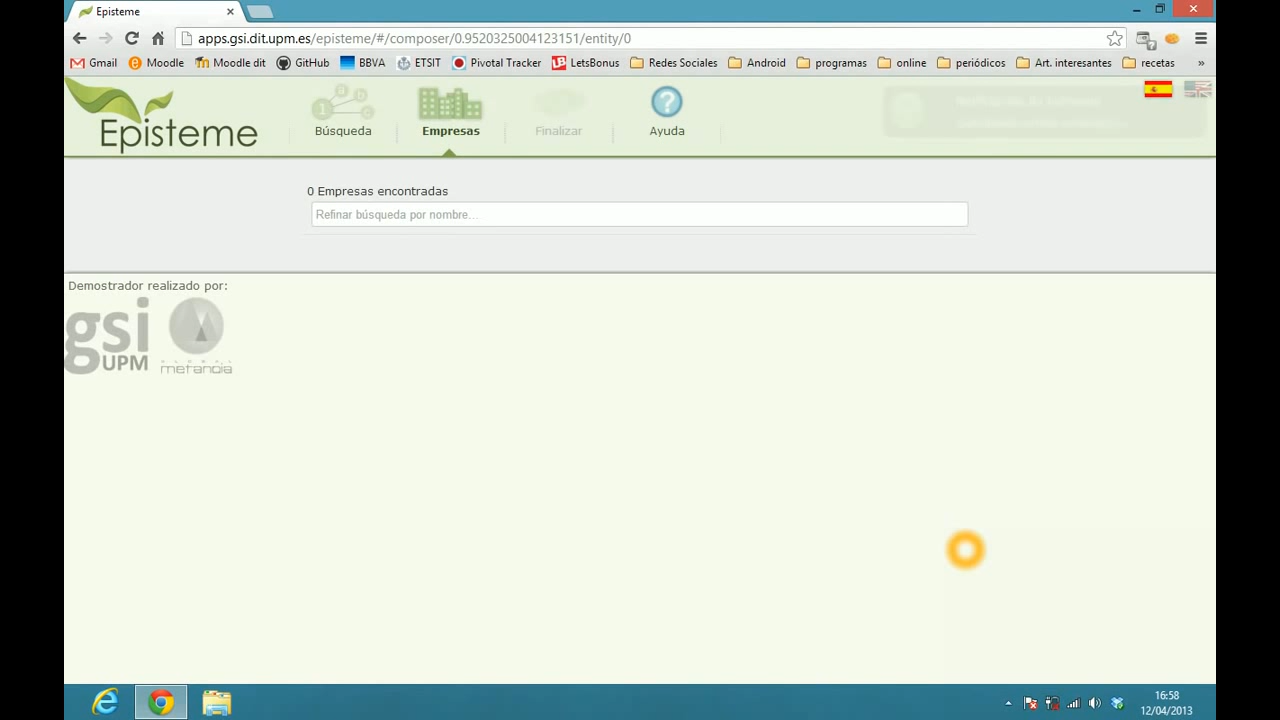 Episteme
apps.gsi.dit.upm.es/episteme/#/composer/0.9520325004123151/entity/0
Gmail Moodle Moodle dit GitHub BBVA ETSIT Pivotal Tracker LetsBonus Redes Sociales Android programas online periódicos Art. interesantes recetas »
Episteme
Búsqueda
Empresas
Finalizar
Ayuda
0 Empresas encontradas
Refinar búsqueda por nombre...
Demostrador realizado por:
gsi
UPM
GLOBAL
metanoia
16:58
12/04/2013